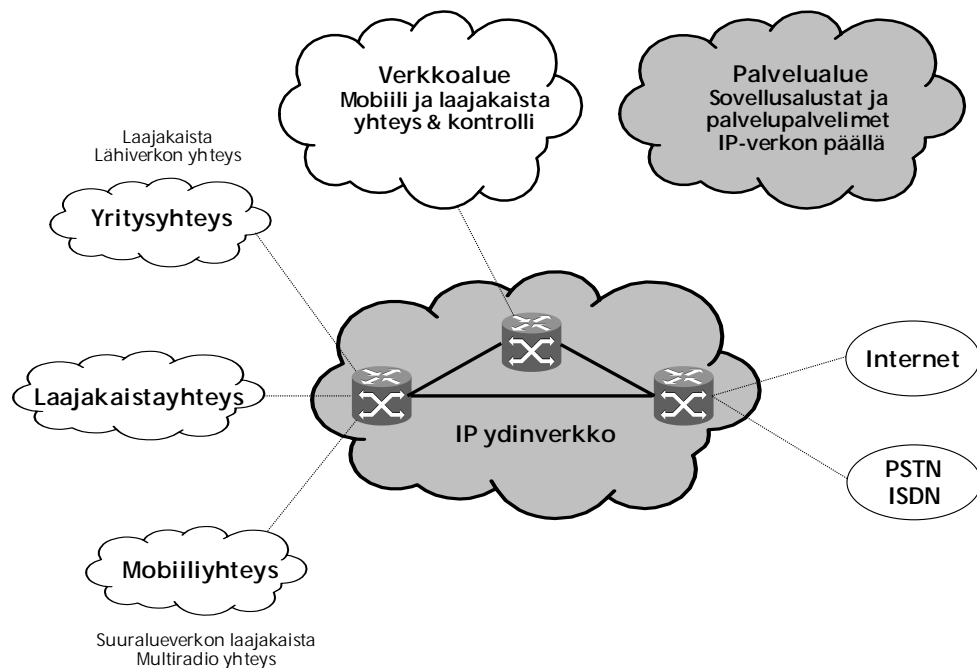 Verkkoalue
Mobiili ja laajakaista
yhteys & kontrolli
Palvelualue
Sovellusalustat ja
palvelupalvelimet
IP-verkon päällä
Laajakaista
Lähiverkon yhteys
Yritysyhteys
Laajakaistayhteys
Mobiiliyhteys
Suuralueverkon laajakaista
Multiradio yhteys
IP ydinverkko
Internet
PSTN
ISDN